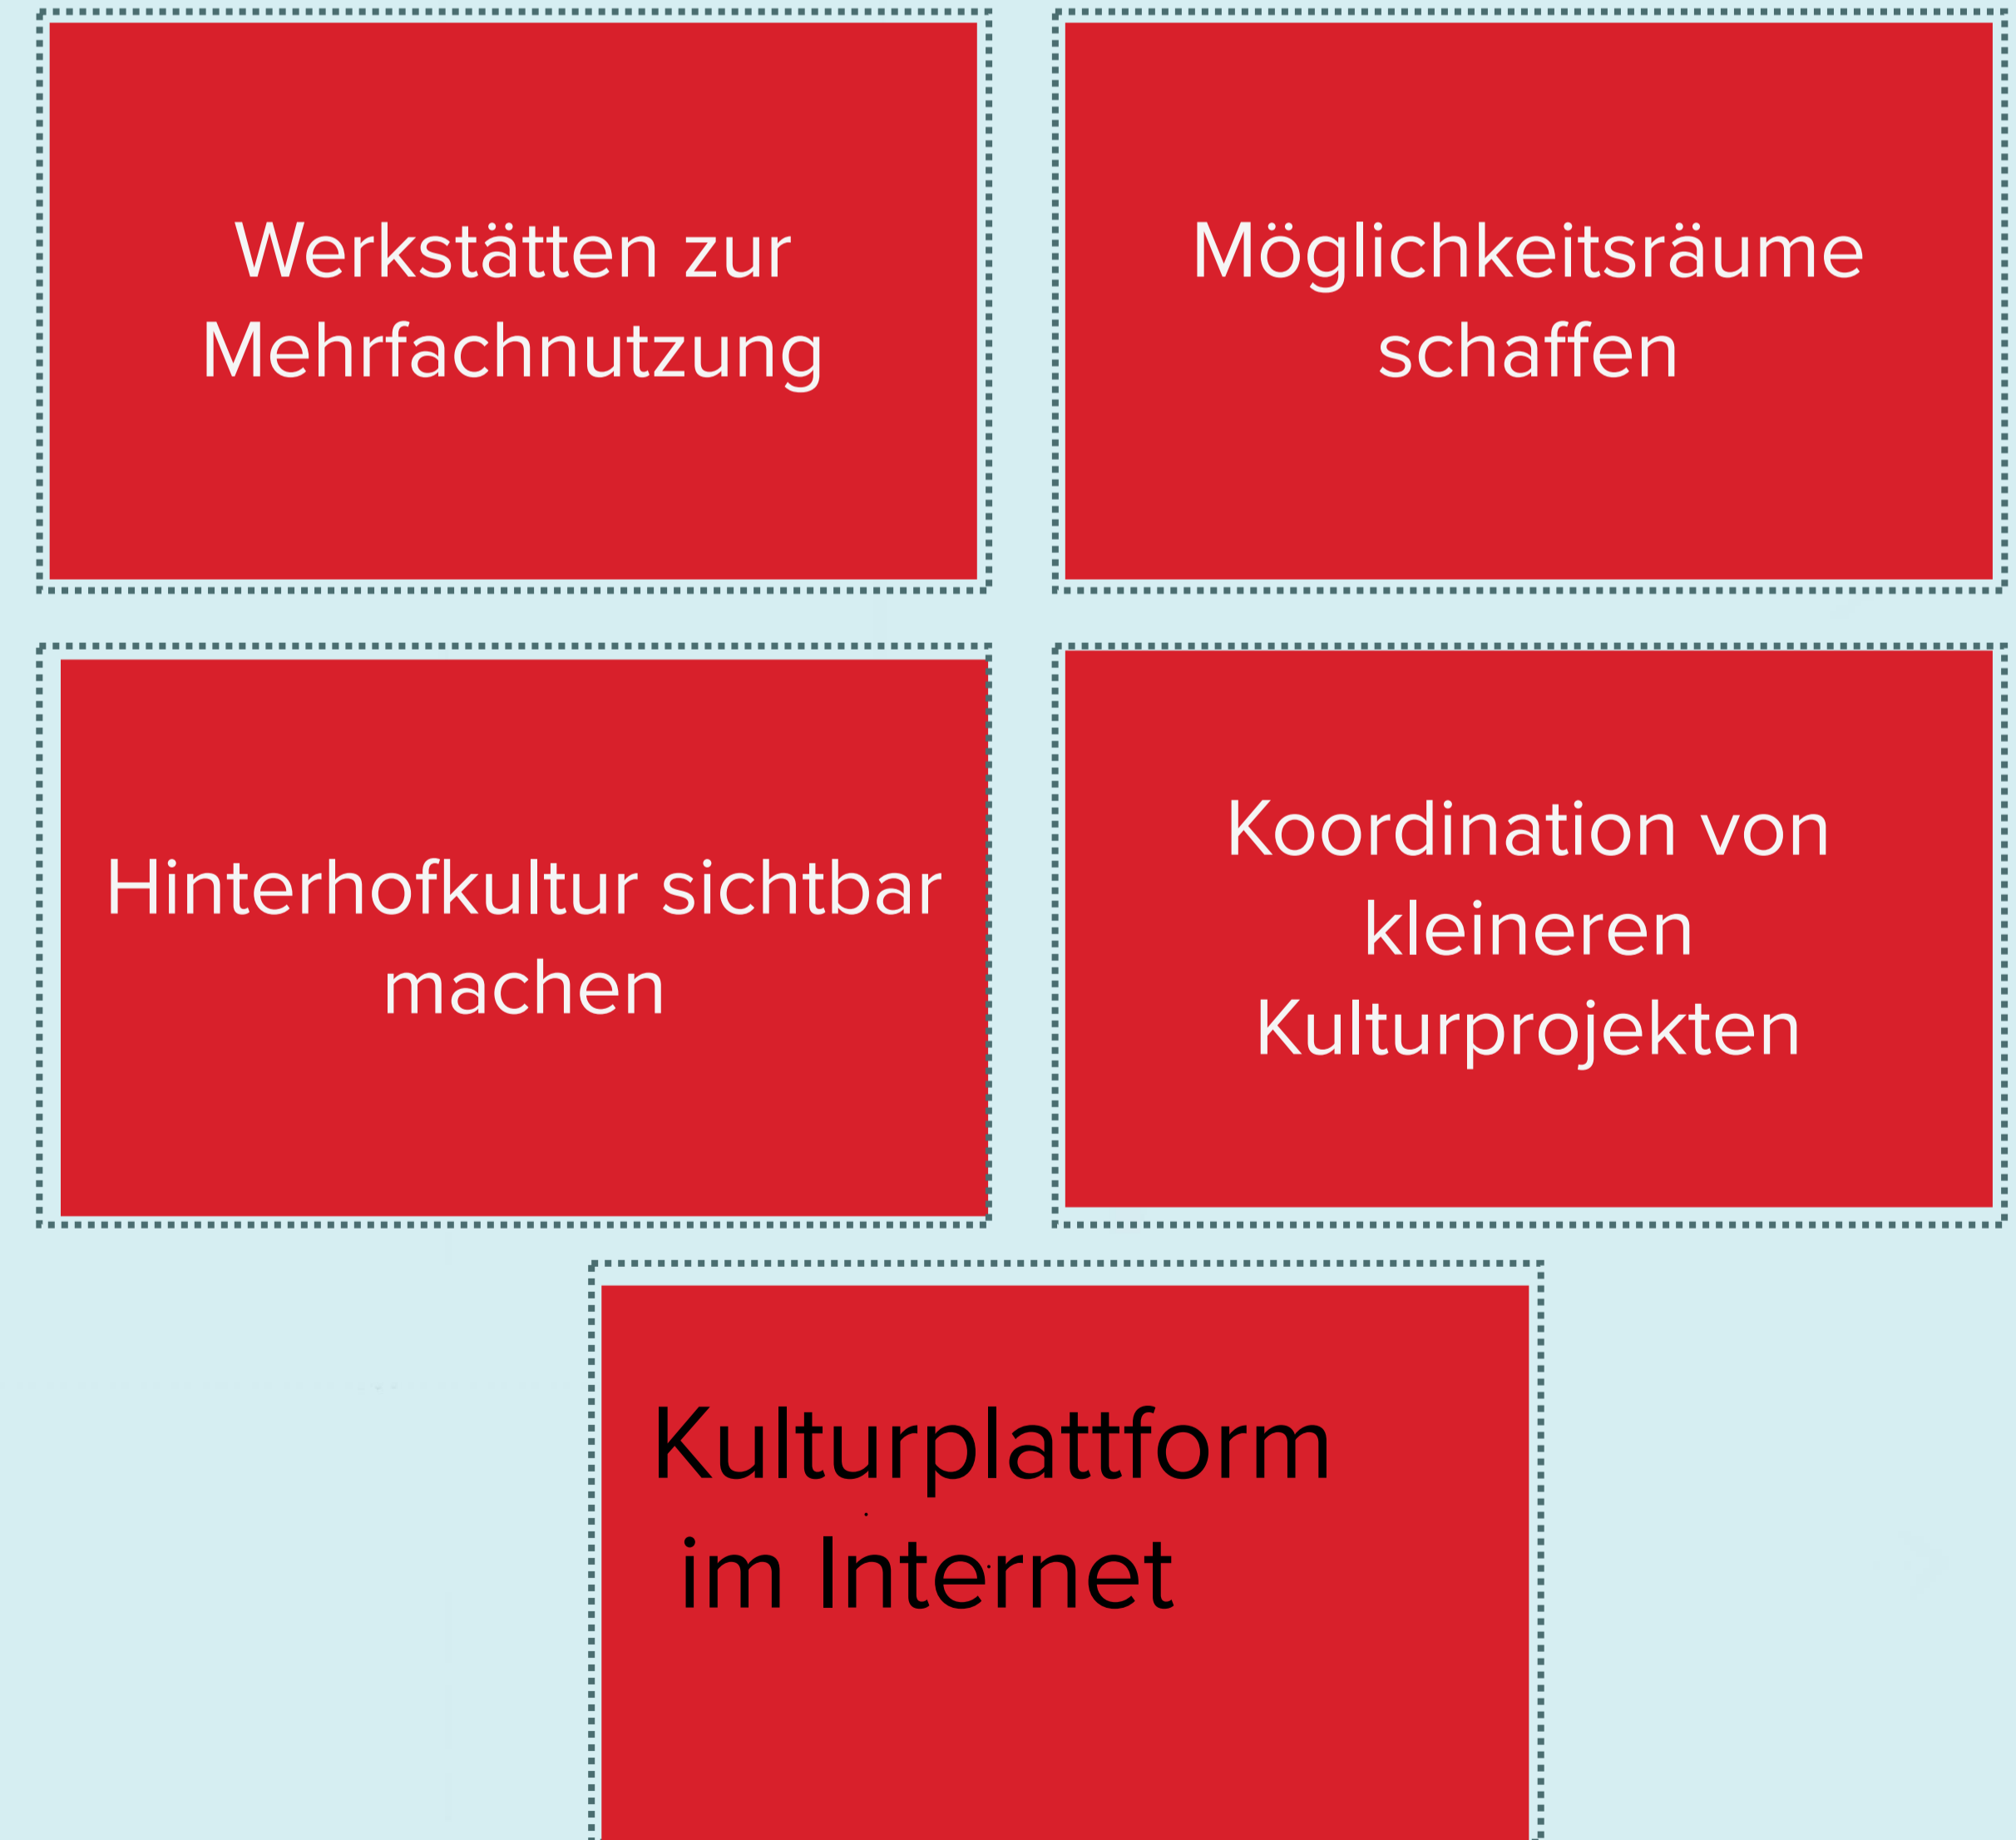 Werkstätten zur
Mehrfachnutzung
Möglichkeitsräume
schaffen
Hinterhofkultur sichtbar
machen
Koordination von
kleineren
Kulturprojekten
Kulturplattform
im Internet